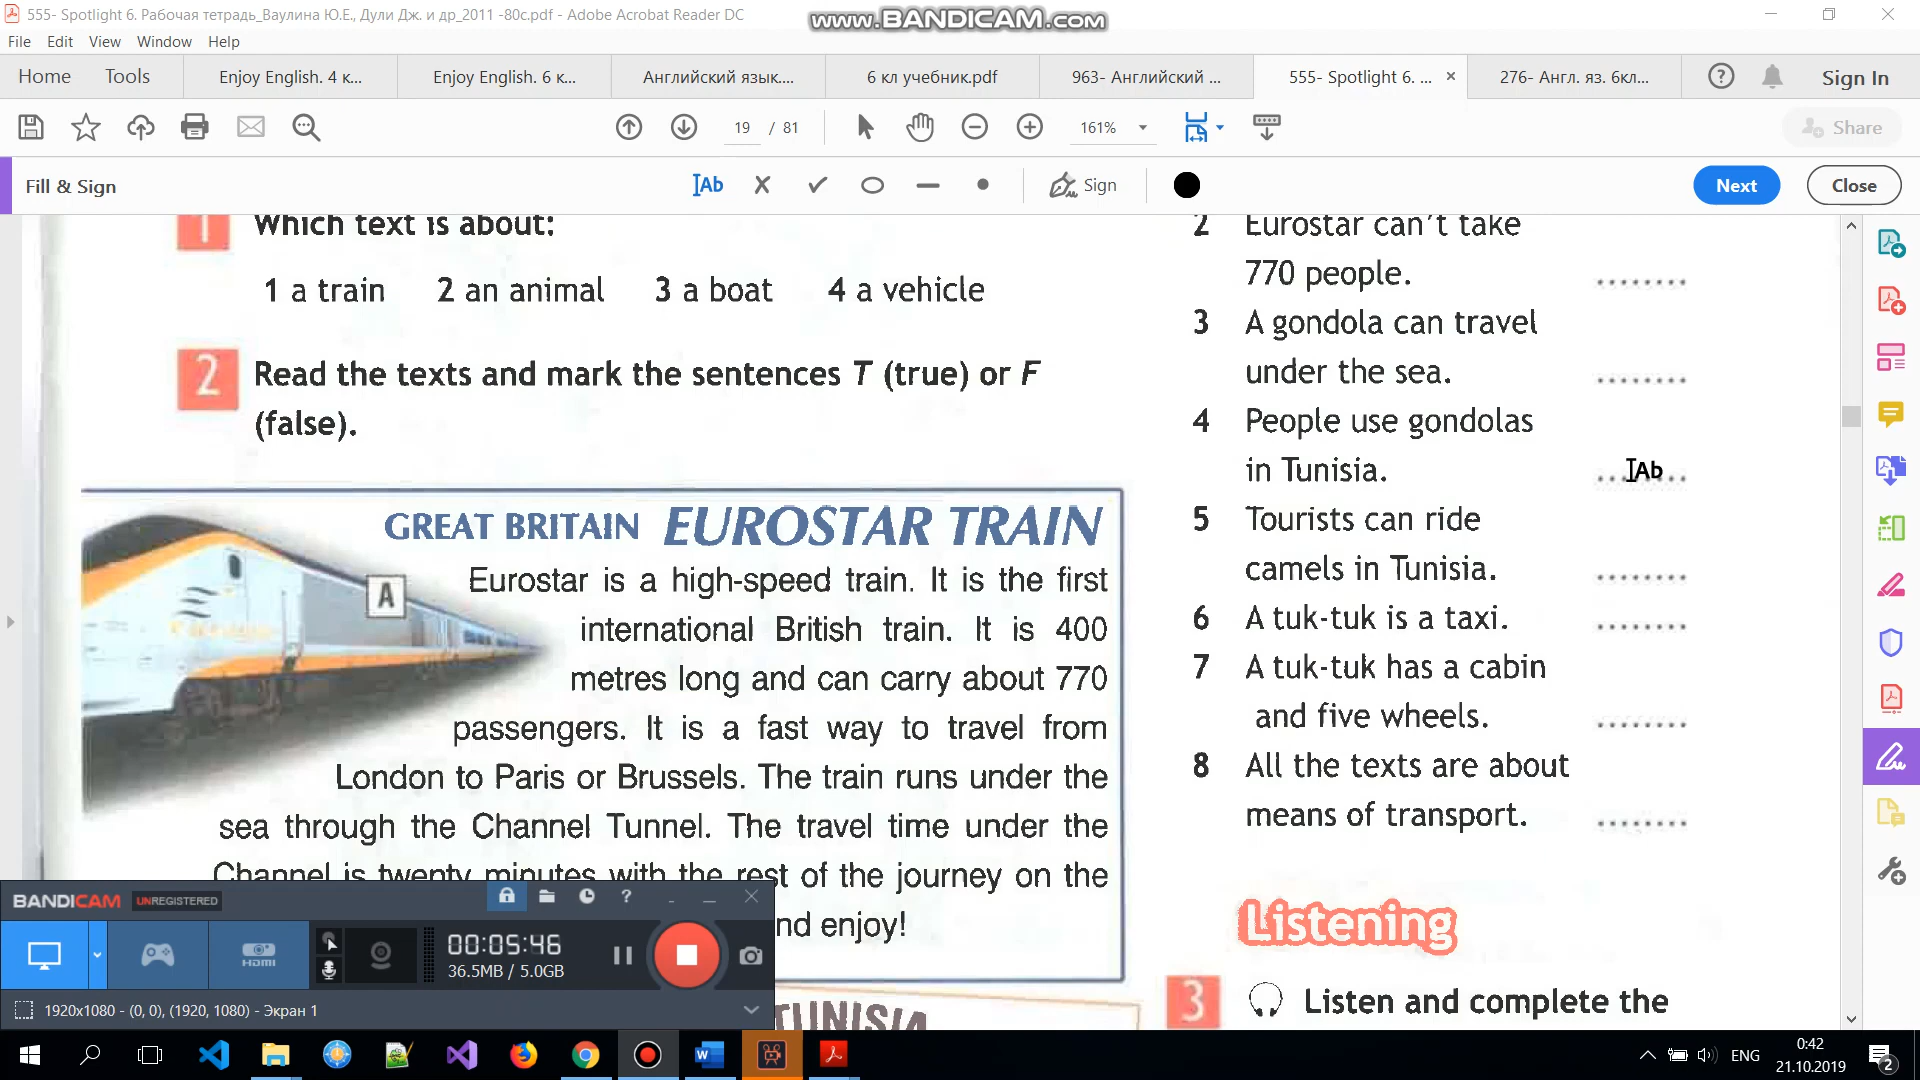 555- Spotlight 6. Рабочая тетрадь_Ваулина Ю.Е., Дули Дж. и др_2011 -80c.pdf - Adobe Acrobat Reader DC
www.BANDICAM.com
File Edit View Window Help
Home Tools Enjoy English. 4 к... Enjoy English. 6 к... Английский язык.... 6 кл учебник.pdf 963- Английский ... 555- Spotlight 6. ... × 276- Англ. яз. 6кл... Sign In
19 / 81 161% Share
Fill & Sign Ab Sign Next Close
1 Which text is about:
1 a train 2 an animal 3 a boat 4 a vehicle
2 Read the texts and mark the sentences T (true) or F
(false).
GREAT BRITAIN EUROSTAR TRAIN
A
Eurostar is a high-speed train. It is the first
international British train. It is 400
metres long and can carry about 770
passengers. It is a fast way to travel from
London to Paris or Brussels. The train runs under the
sea through the Channel Tunnel. The travel time under the
Channel is twenty minutes with the rest of the journey on the
nd enjoy!
TUNISIA
2 Eurostar can't take
770 people. ........
3 A gondola can travel
under the sea. ........
4 People use gondolas
in Tunisia. ........
Ab
5 Tourists can ride
camels in Tunisia. ........
6 A tuk-tuk is a taxi. ........
7 A tuk-tuk has a cabin
and five wheels. ........
8 All the texts are about
means of transport. ........
Listening
3 Listen and complete the
BANDICAM UNREGISTERED
HDMI
00:05:46
36.5MB / 5.0GB
1920x1080 - (0, 0), (1920, 1080) - Экран 1
ENG
0:42
21.10.2019
2